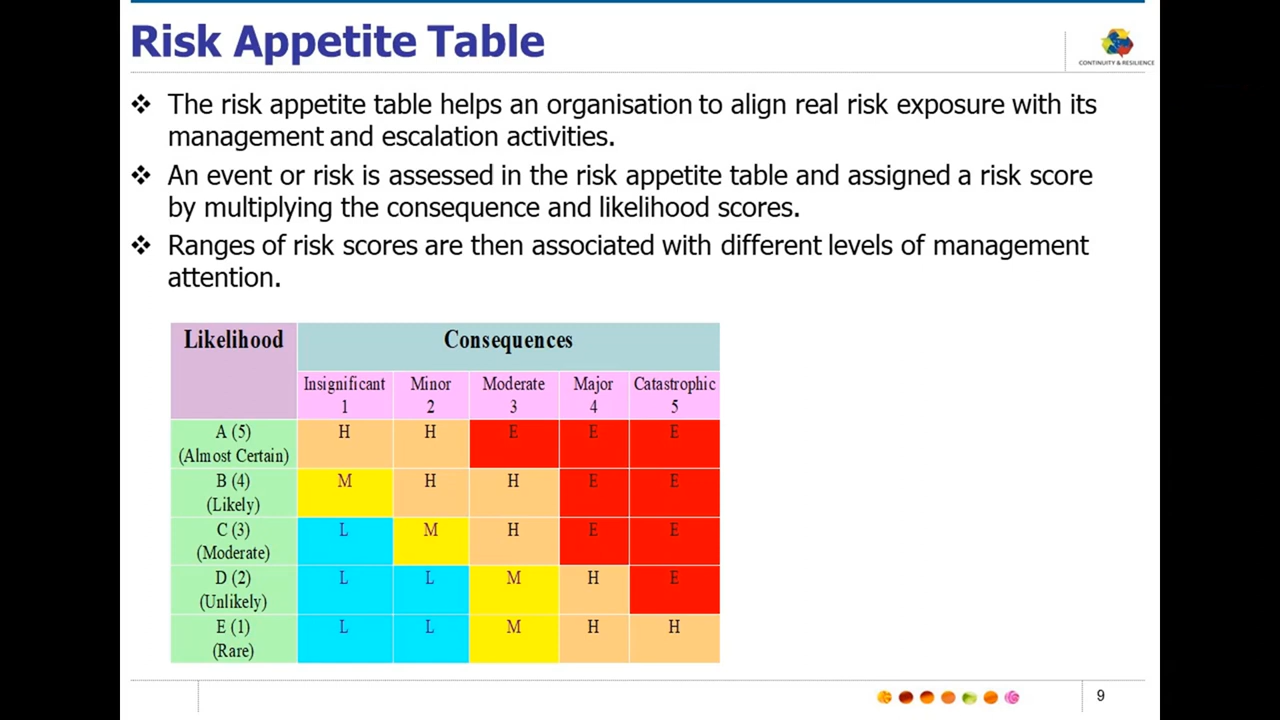 Risk Appetite Table
CONTINUITY & RESILIENCE
❖ The risk appetite table helps an organisation to align real risk exposure with its
management and escalation activities.
❖ An event or risk is assessed in the risk appetite table and assigned a risk score
by multiplying the consequence and likelihood scores.
❖ Ranges of risk scores are then associated with different levels of management
attention.
Likelihood Consequences
Insignificant Minor Moderate Major Catastrophic
1 2 3 4 5
A (5) H H E E E
(Almost Certain)
B (4) M H H E E
(Likely)
C (3) L M H E E
(Moderate)
D (2) L L M H E
(Unlikely)
E (1) L L M H H
(Rare)
9